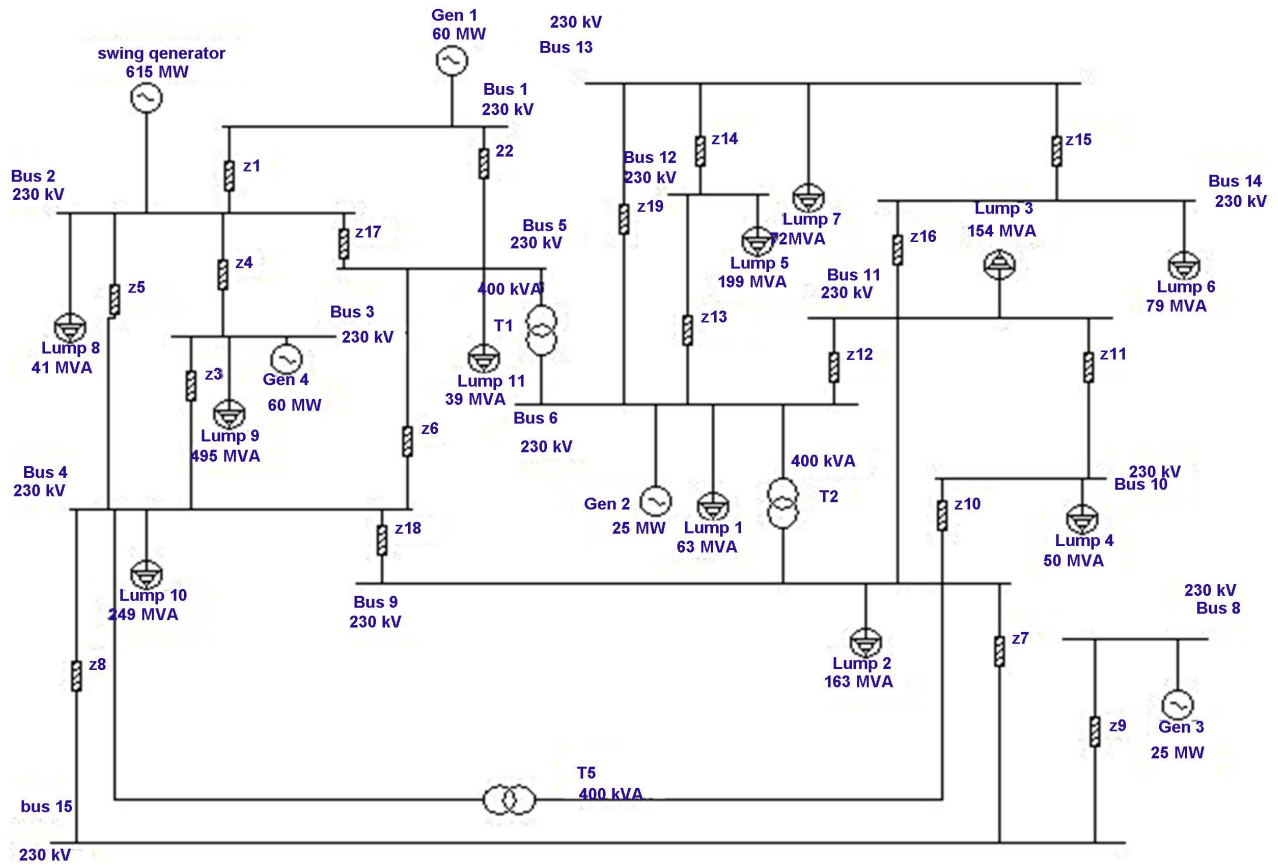 Gen 1
60 MW
230 kV
Bus 13
swing qenerator
615 MW
Bus 1
230 kV
z1
22
z14
z15
Bus 12
230 kV
Bus 2
230 kV
Bus 14
230 kV
z19
Lump 7
72MVA
Lump 3
154 MVA
z17
Bus 5
230 kV
z16
z4
z5
Lump 5
199 MVA
Bus 11
230 kV
Lump 6
79 MVA
400 kVA
T1
Bus 3
230 kV
z13
Lump 8
41 MVA
z3
Gen 4
60 MW
Lump 11
39 MVA
z12
z11
Lump 9
495 MVA
z6
Bus 6
230 kV
Bus 4
230 kV
400 kVA
T2
230 kV
Bus 10
Gen 2
25 MW
Lump 1
63 MVA
z10
z18
Lump 4
50 MVA
Lump 10
249 MVA
Bus 9
230 kV
230 kV
Bus 8
z7
z8
Lump 2
163 MVA
z9
Gen 3
25 MW
T5
400 kVA
bus 15
230 kV